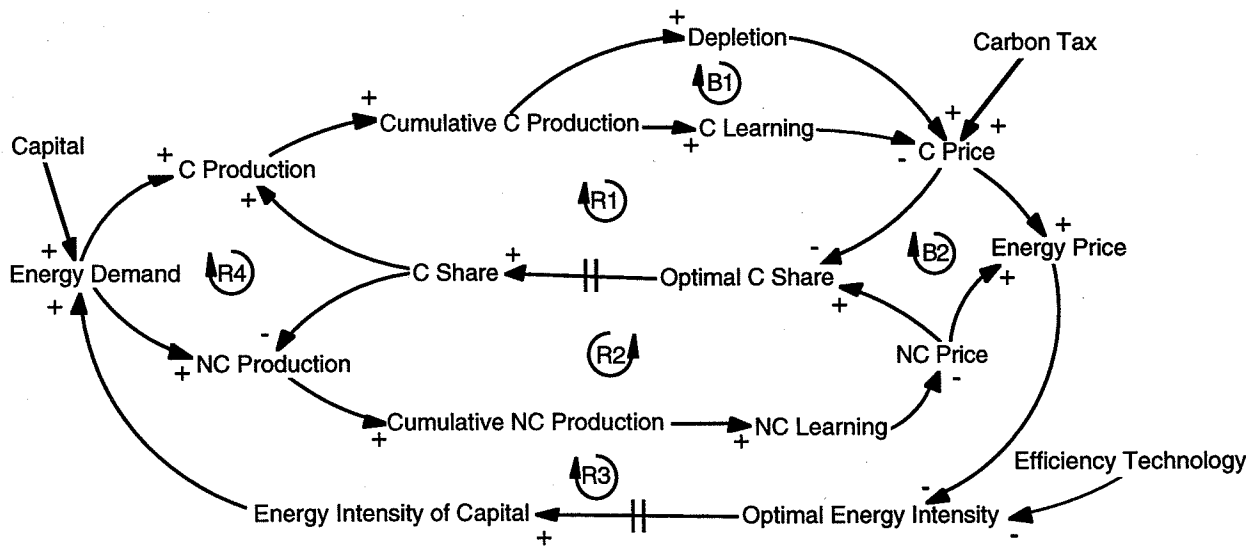 +
Depletion
Carbon Tax
B1
+
Cumulative C Production
C Learning
+
+
+
-
C Price
Capital
+
C Production
+
R1
+
Energy Demand
+
R4
C Share
+
Optimal C Share
-
+
B2
+
Energy Price
+
-
NC Production
+
R2
NC Price
-
Cumulative NC Production
+
NC Learning
+
R3
Efficiency Technology
Energy Intensity of Capital
+
Optimal Energy Intensity
-
-
+